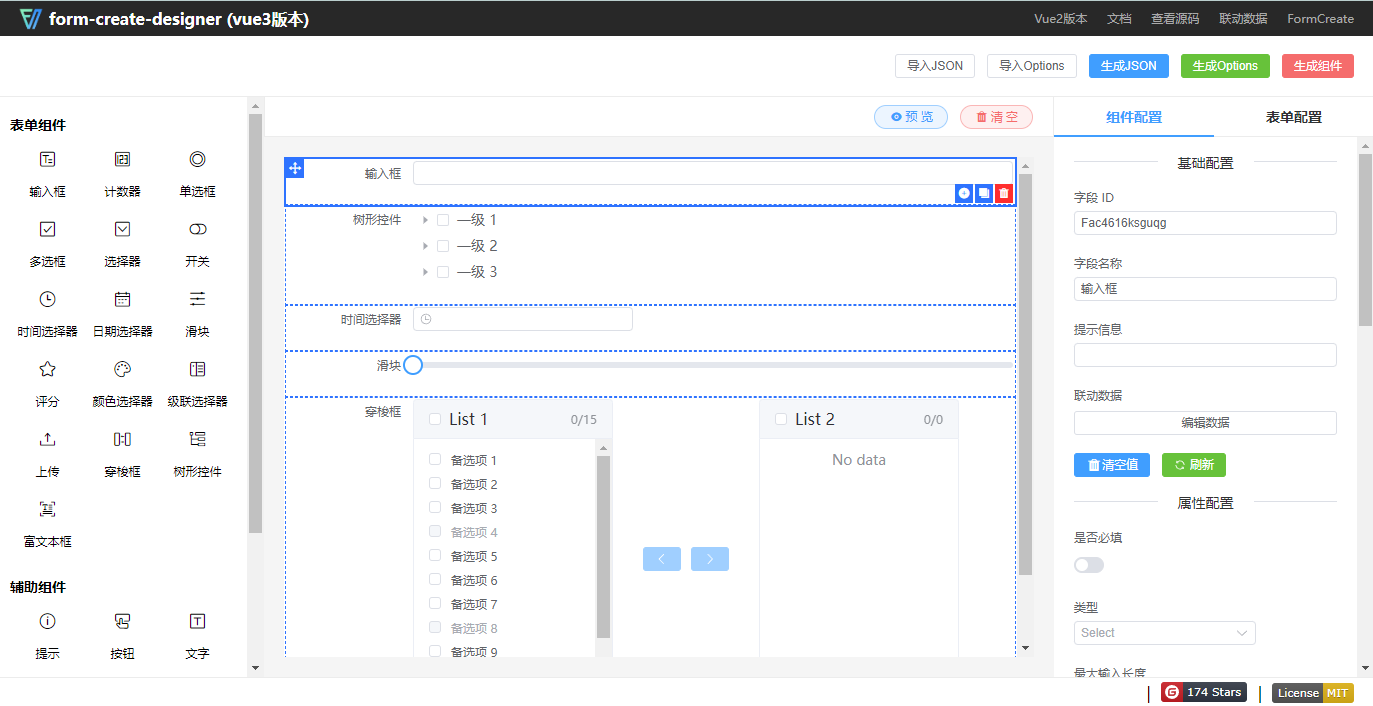 form-create-designer (vue3版本)
Vue2版本 文档 查看源码 联动数据 FormCreate
导入JSON 导入Options 生成JSON 生成Options 生成组件
表单组件
输入框 计数器 单选框
多选框 选择器 开关
时间选择器 日期选择器 滑块
评分 颜色选择器 级联选择器
上传 穿梭框 树形控件
富文本框
辅助组件
提示 按钮 文字
预览 清空
输入框
树形控件
一级 1
一级 2
一级 3
时间选择器
滑块
穿梭框
List 1 0/15
备选项 1
备选项 2
备选项 3
备选项 4
备选项 5
备选项 6
备选项 7
备选项 8
备选项 9
List 2 0/0
No data
组件配置 表单配置
基础配置
字段 ID
Fac4616ksguqg
字段名称
输入框
提示信息
联动数据
编辑数据
清空值 刷新
属性配置
是否必填
类型
Select
最大输入长度
174 Stars License MIT